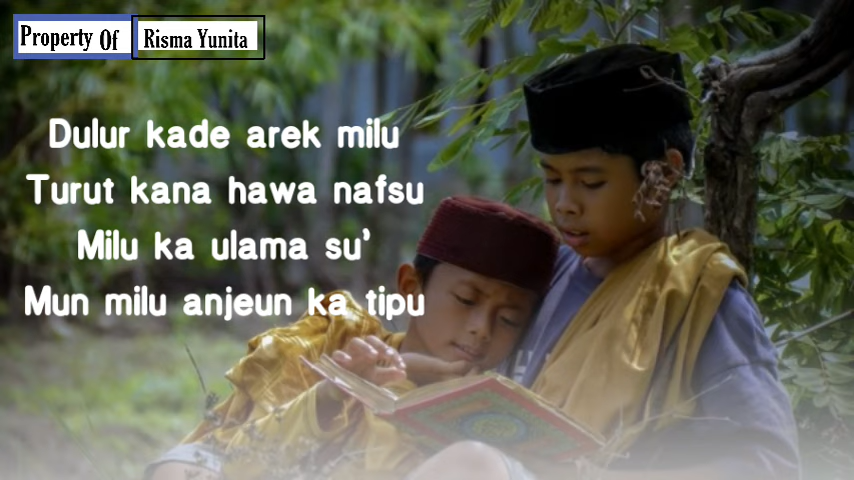 Property Of Risma Yunita
Dulur kade arek milu
Turut kana hawa nafsu
Milu ka ulama su'
Mun milu anjeun ka tipu